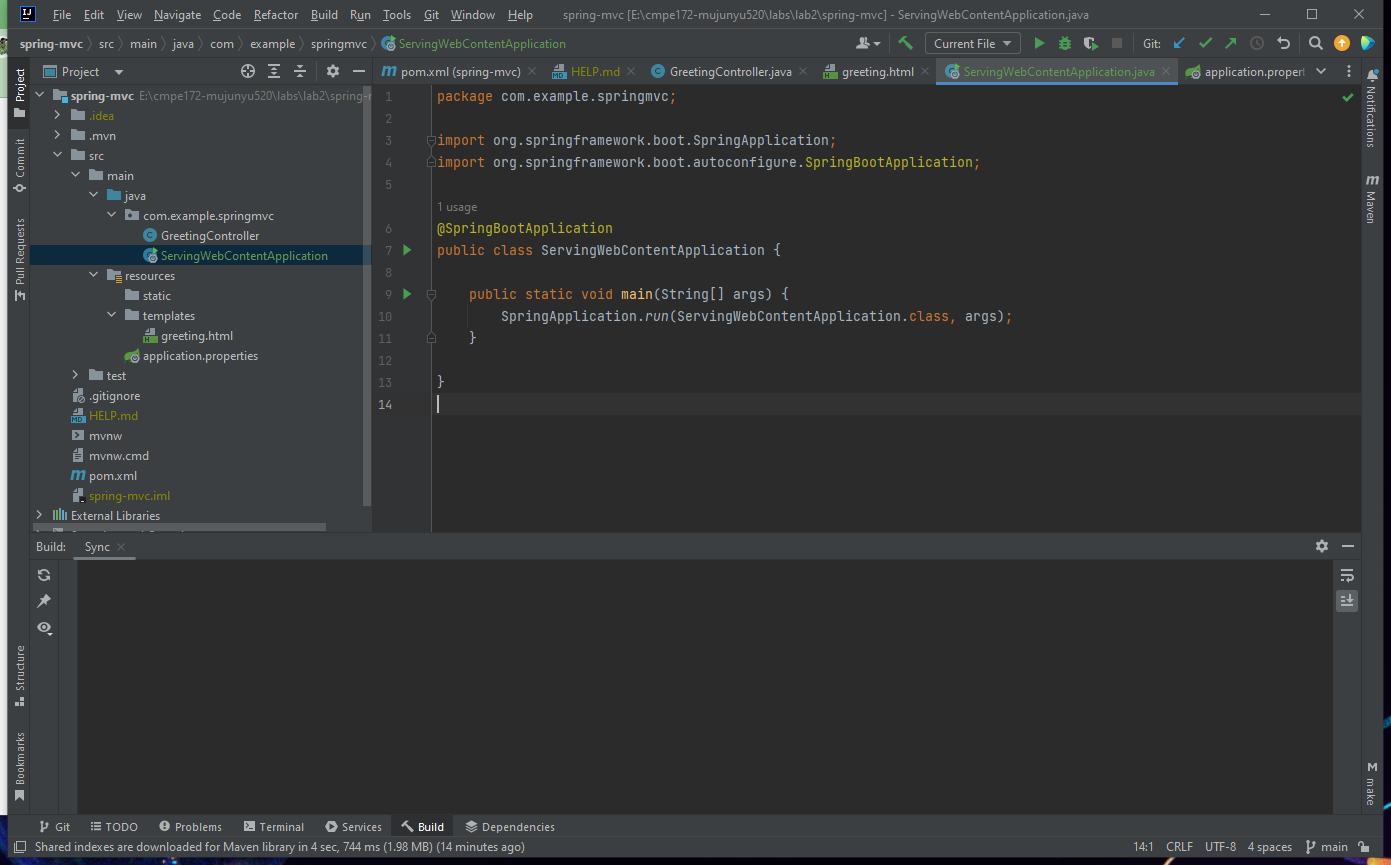 File Edit View Navigate Code Refactor Build Run Tools Git Window Help spring-mvc [E:\cmpe172-mujunyu520\labs\lab2\spring-mvc] - ServingWebContentApplication.java
spring-mvc src main java com example springmvc ServingWebContentApplication Current File Git:
Project
pom.xml (spring-mvc) HELP.md GreetingController.java greeting.html ServingWebContentApplication.java application.propert
spring-mvc E:\cmpe172-mujunyu520\labs\lab2\spring-r
.idea
.mvn
src
main
java
com.example.springmvc
GreetingController
ServingWebContentApplication
resources
static
templates
greeting.html
application.properties
test
.gitignore
HELP.md
mvnw
mvnw.cmd
pom.xml
spring-mvc.iml
External Libraries
1 package com.example.springmvc;
2
3 import org.springframework.boot.SpringApplication;
4 import org.springframework.boot.autoconfigure.SpringBootApplication;
5
1 usage
6 @SpringBootApplication
7 public class ServingWebContentApplication {
8
9 public static void main(String[] args) {
10 SpringApplication.run(ServingWebContentApplication.class, args);
11 }
12
13 }
14
Project
Commit
Pull Requests
Structure
Bookmarks
Notifications
Maven
make
Build: Sync
Git TODO Problems Terminal Services Build Dependencies
Shared indexes are downloaded for Maven library in 4 sec, 744 ms (1.98 MB) (14 minutes ago) 14:1 CRLF UTF-8 4 spaces main